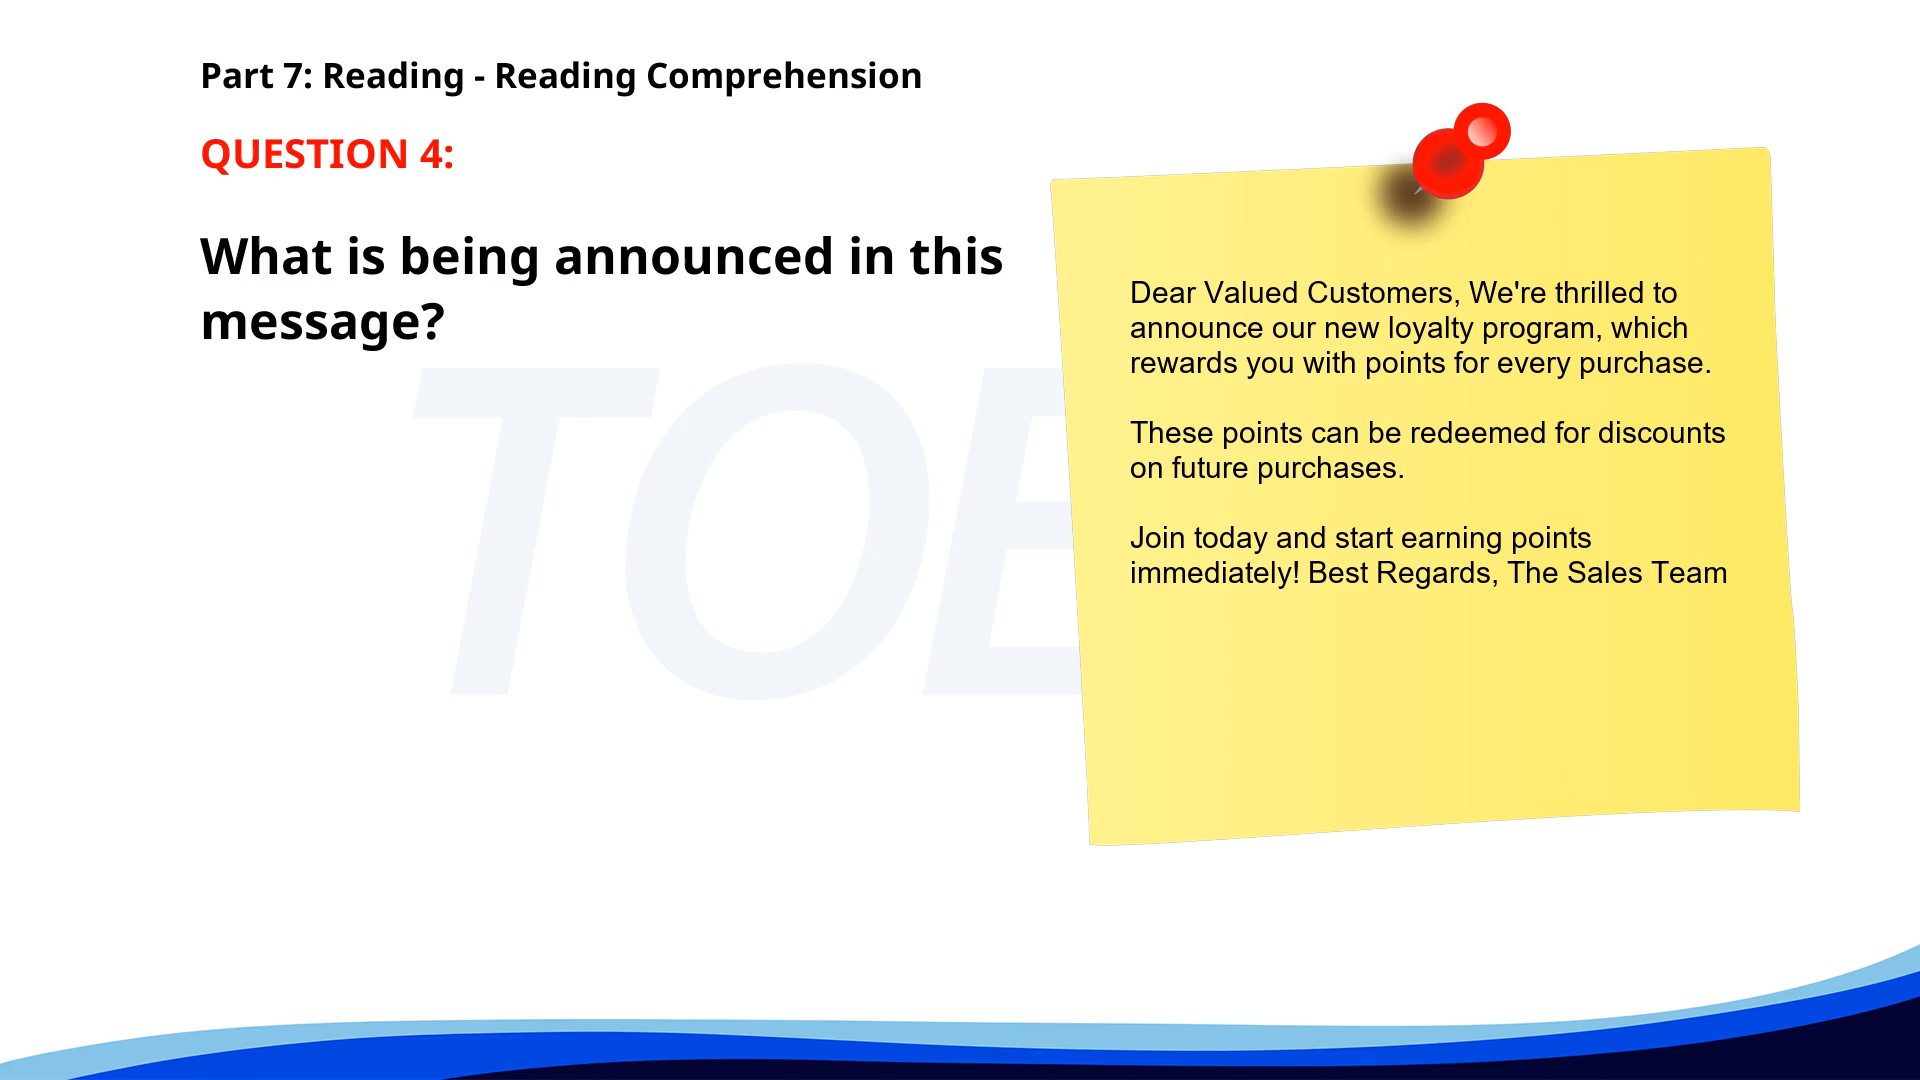 Part 7: Reading - Reading Comprehension
QUESTION 4:
What is being announced in this
message?
Dear Valued Customers, We're thrilled to
announce our new loyalty program, which
rewards you with points for every purchase.
These points can be redeemed for discounts
on future purchases.
Join today and start earning points
immediately! Best Regards, The Sales Team
TOE